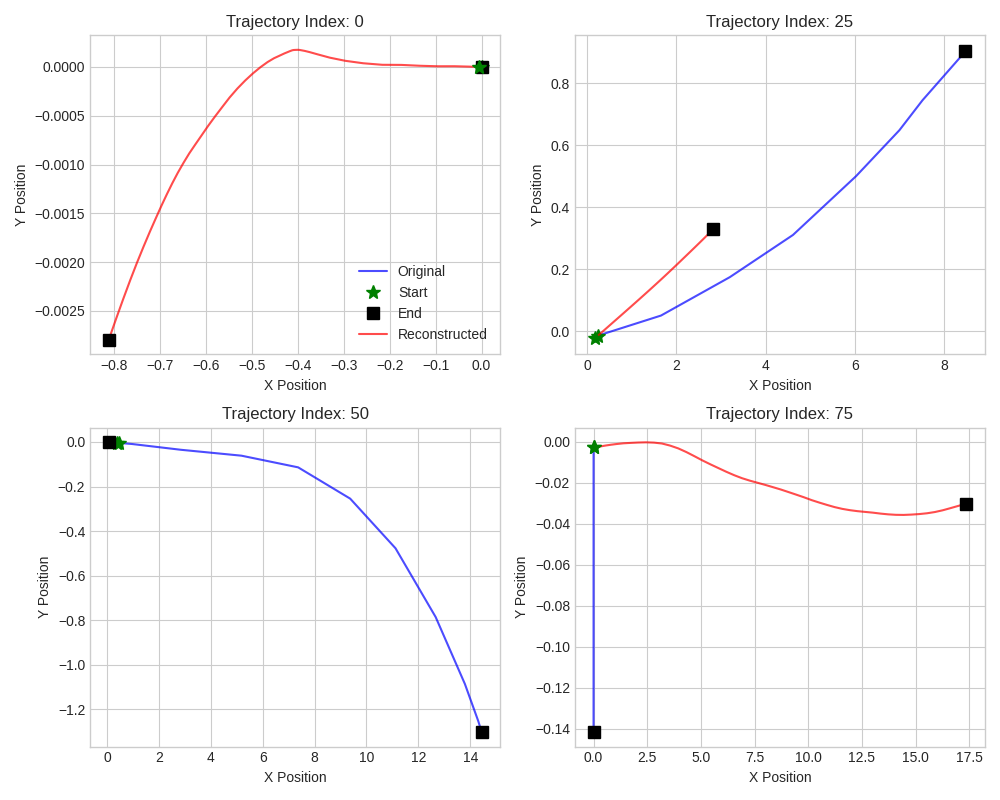 Trajectory Index: 0
0.0000
−0.0005
−0.0010
−0.0015
−0.0020
−0.0025
Y Position
−0.8 −0.7 −0.6 −0.5 −0.4 −0.3 −0.2 −0.1 0.0
X Position
Original
Start
End
Reconstructed
Trajectory Index: 25
0.8
0.6
0.4
0.2
0.0
Y Position
0 2 4 6 8
X Position
Trajectory Index: 50
0.0
−0.2
−0.4
−0.6
−0.8
−1.0
−1.2
Y Position
0 2 4 6 8 10 12 14
X Position
Trajectory Index: 75
0.00
−0.02
−0.04
−0.06
−0.08
−0.10
−0.12
−0.14
Y Position
0.0 2.5 5.0 7.5 10.0 12.5 15.0 17.5
X Position